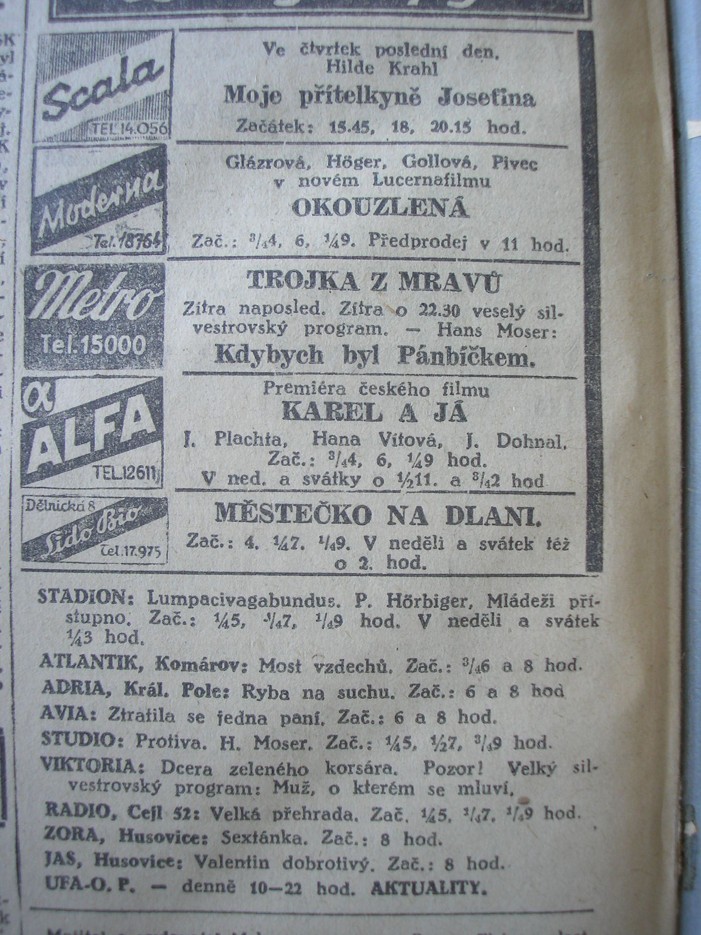 Scala
TEL 14.056
Ve čtvrtek poslední den.
Hilde Krahl
Moje přítelkyně Josefina
Začátek: 15.45, 18, 20.15 hod.
Moderna
Tel. 18764
Glázrová, Höger, Gollová, Pivec
v novém Lucernafilmu
OKOUZLENÁ
Zač.: ³/₄4, 6, ¼9. Předprodej v 11 hod.
Metro
Tel. 15000
TROJKA Z MRAVŮ
Zítra naposled. Zítra o 22.30 veselý sil-
vestrovský program. — Hans Moser:
Kdybych byl Pánbíčkem.
α
ALFA
TEL.12611
Premiéra českého filmu
KAREL A JÁ
J. Plachta, Hana Vítová, J. Dohnal.
Zač.: ³/₄4, 6, ¼9 hod.
V ned. a svátky o ½11. a ³/₄2 hod
Dělnická 8
Lido Bio
tel. 17.975
MĚSTEČKO NA DLANI.
Zač.: 4. ¼7. ¼9. V neděli a svátek též
o 2. hod.
STADION: Lumpacivagabundus. P. Hörbiger, Mládeži pří-
stupno. Zač.: ¼5, ¼7, ¼9 hod. V neděli a svátek
¼3 hod.
ATLANTIK, Komárov: Most vzdechů. Zač.: ³/₄6 a 8 hod.
ADRIA, Král. Pole: Ryba na suchu. Zač.: 6 a 8 hod
AVIA: Ztratila se jedna paní. Zač.: 6 a 8 hod.
STUDIO: Protiva. H. Moser. Zač.: ¼5, ½7, ³/₄9 hod.
VIKTORIA: Dcera zeleného korsára. Pozor! Velký sil-
vestrovský program: Muž, o kterém se mluví.
RADIO, Cejl 52: Velká přehrada. Zač. ¼5, ¼7, ¼9 hod.
ZORA, Husovice: Sextánka. Zač.: 8 hod.
JAS, Husovice: Valentin dobrotivý. Zač.: 8 hod.
UFA-O. P. — denně 10—22 hod. AKTUALITY.